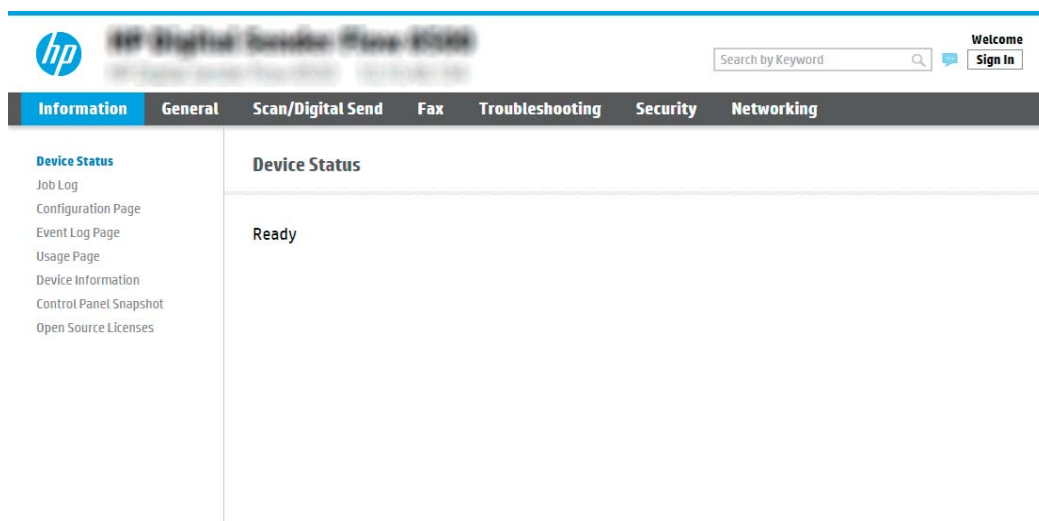 hp
Welcome
Search by Keyword
Sign In
Information General Scan/Digital Send Fax Troubleshooting Security Networking
Device Status
Job Log
Configuration Page
Event Log Page
Usage Page
Device Information
Control Panel Snapshot
Open Source Licenses
Device Status
Ready